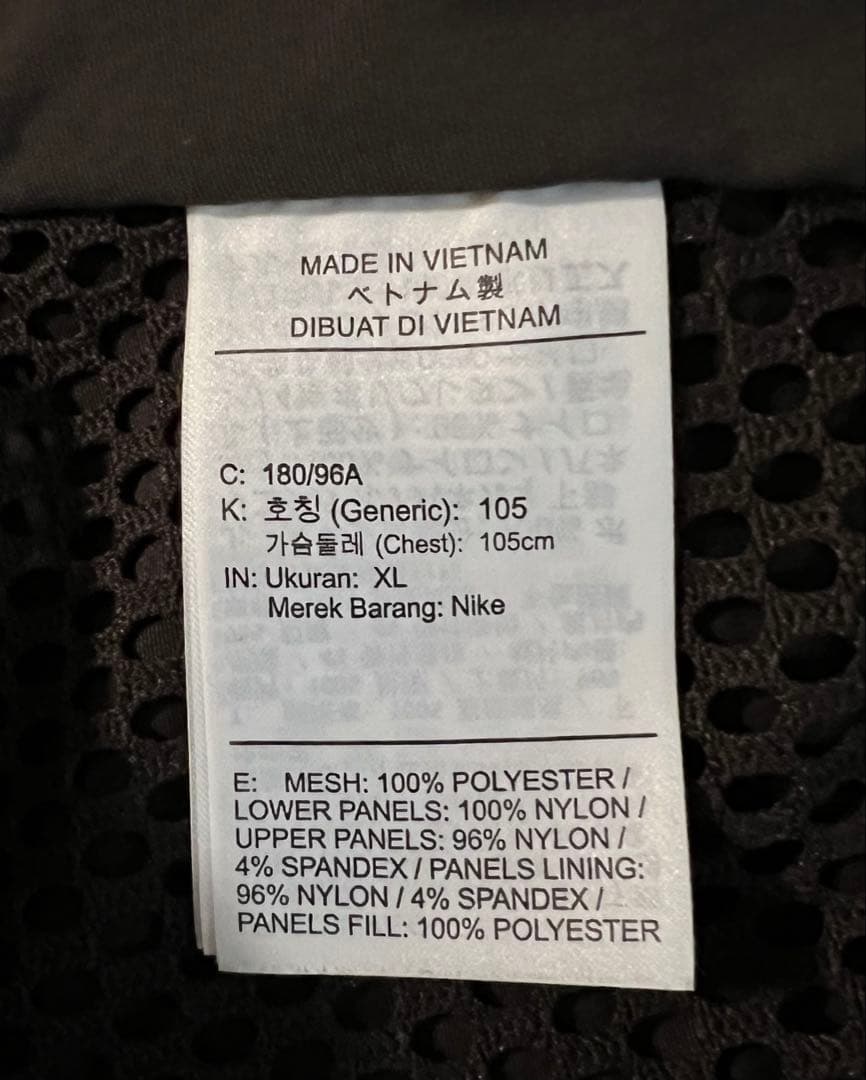 MADE IN VIETNAM
ベトナム製
DIBUAT DI VIETNAM
C: 180/96A
K: 호칭 (Generic): 105
가슴둘레 (Chest): 105cm
IN: Ukuran: XL
Merek Barang: Nike
E: MESH: 100% POLYESTER /
LOWER PANELS: 100% NYLON /
UPPER PANELS: 96% NYLON /
4% SPANDEX / PANELS LINING:
96% NYLON / 4% SPANDEX /
PANELS FILL: 100% POLYESTER